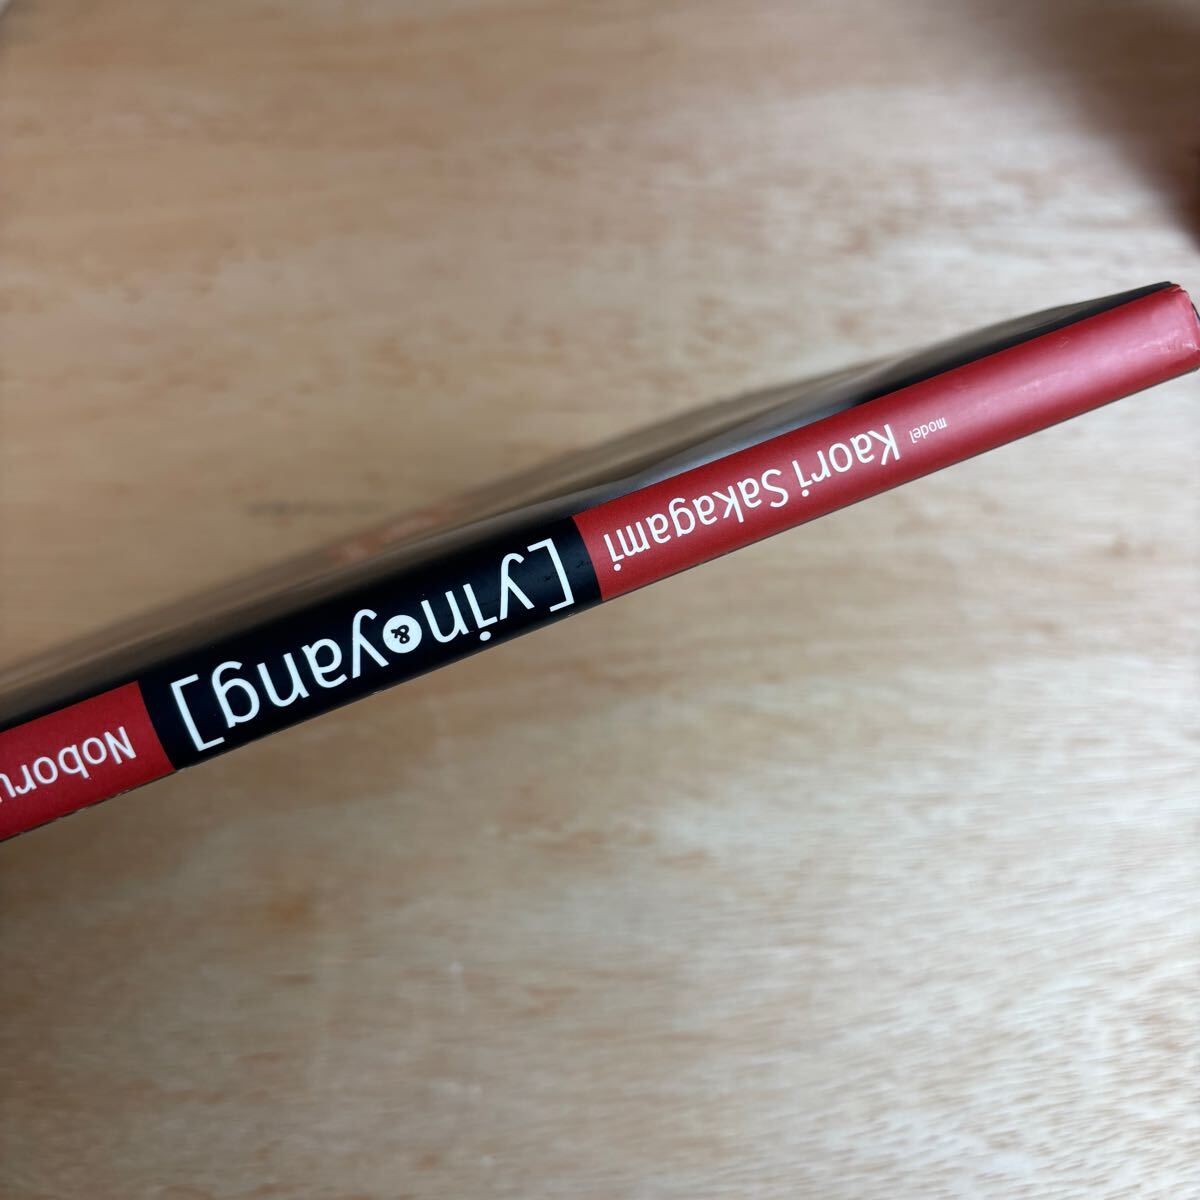 model Kaori Sakagami
[yin&yang]
Noboru